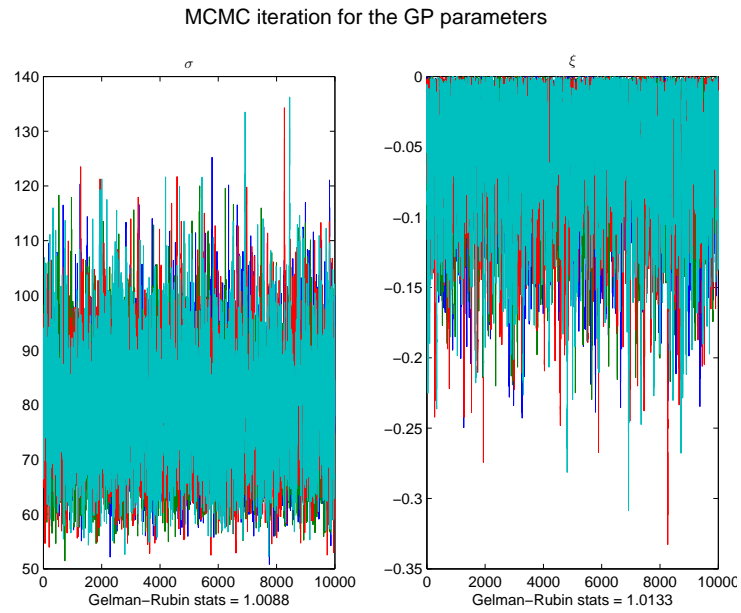 MCMC iteration for the GP parameters
σ
140
130
120
110
100
90
80
70
60
50
0 2000 4000 6000 8000 10000
Gelman−Rubin stats = 1.0088
ξ
0
−0.05
−0.1
−0.15
−0.2
−0.25
−0.3
−0.35
0 2000 4000 6000 8000 10000
Gelman−Rubin stats = 1.0133